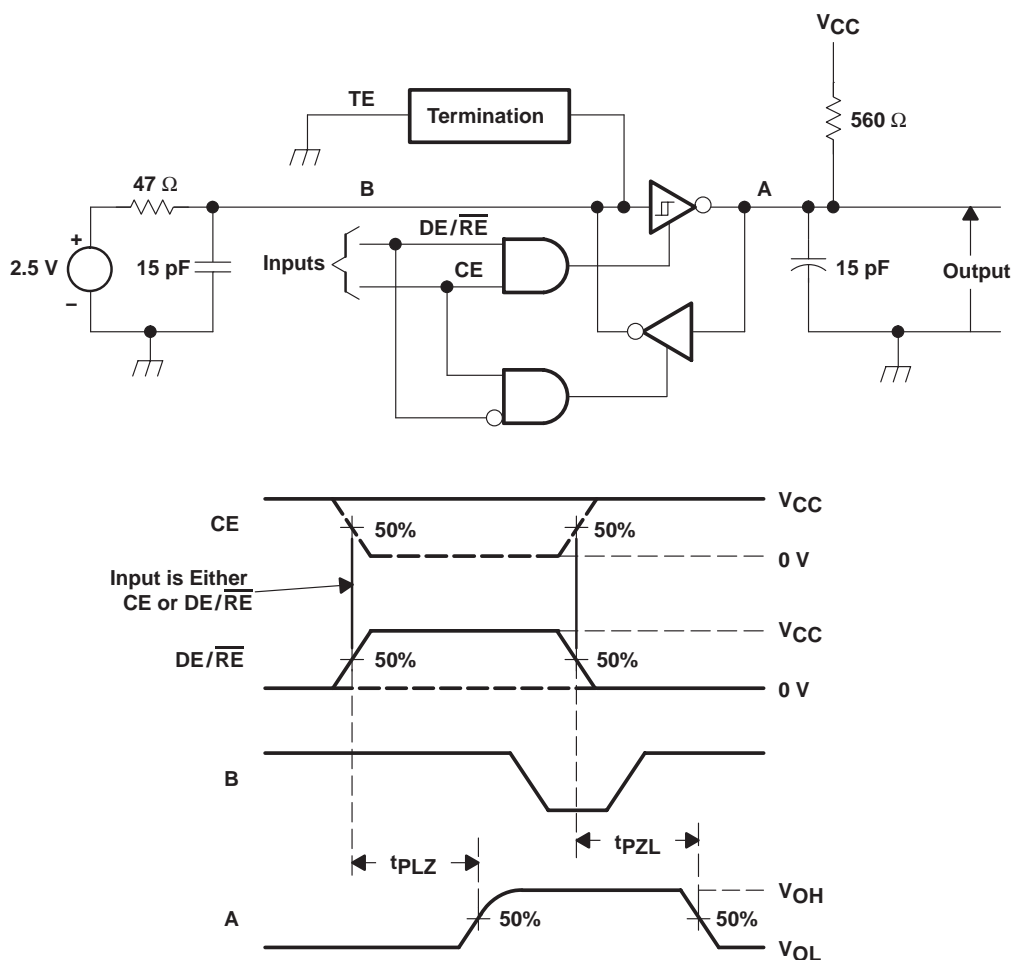 VCC
TE
Termination
560 Ω
47 Ω
B
A
DE/RE
+
2.5 V
−
15 pF
Inputs
CE
15 pF
Output
VCC
CE
50%
50%
0 V
Input is Either
CE or DE/RE
VCC
DE/RE
50%
50%
0 V
B
tPLZ
tPZL
VOH
A
50%
50%
VOL